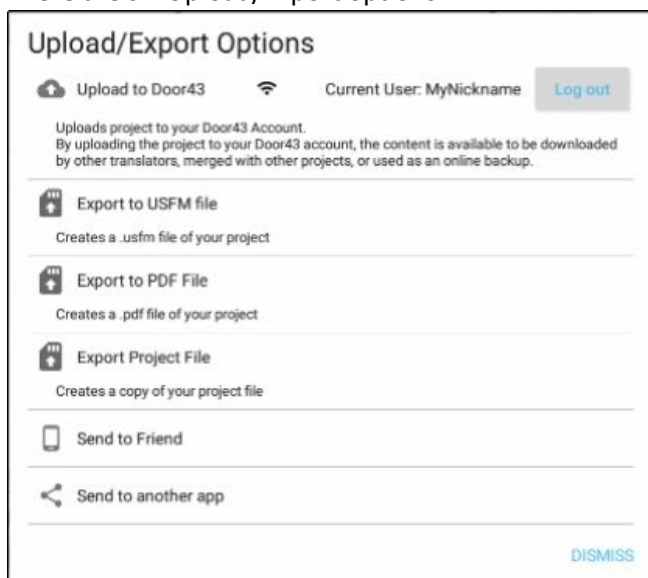 Upload/Export Options
Upload to Door43 Current User: MyNickname Log out
Uploads project to your Door43 Account.
By uploading the project to your Door43 account, the content is available to be downloaded
by other translators, merged with other projects, or used as an online backup.
Export to USFM file
Creates a .usfm file of your project
Export to PDF File
Creates a .pdf file of your project
Export Project File
Creates a copy of your project file
Send to Friend
Send to another app
DISMISS